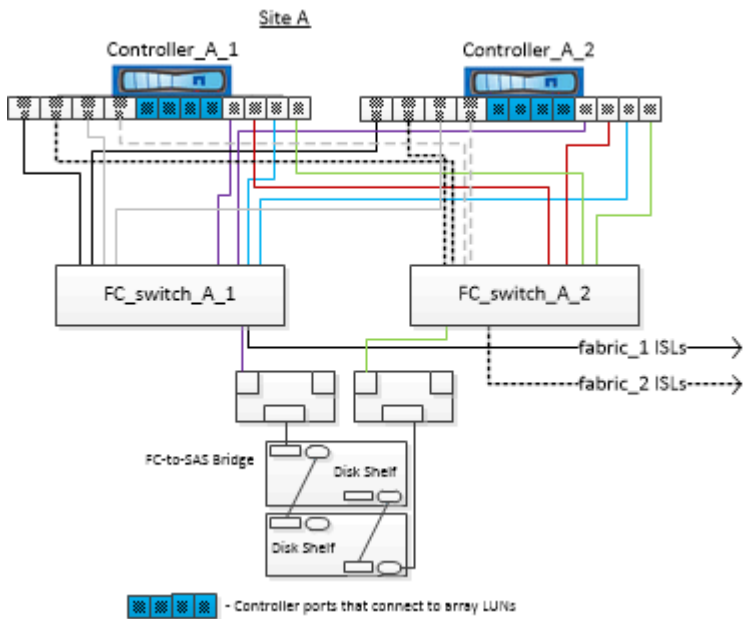 Site A
Controller_A_1
Controller_A_2
FC_switch_A_1
FC_switch_A_2
fabric_1 ISLs
fabric_2 ISLs
FC-to-SAS Bridge
Disk Shelf
Disk Shelf
- Controller ports that connect to array LUNs